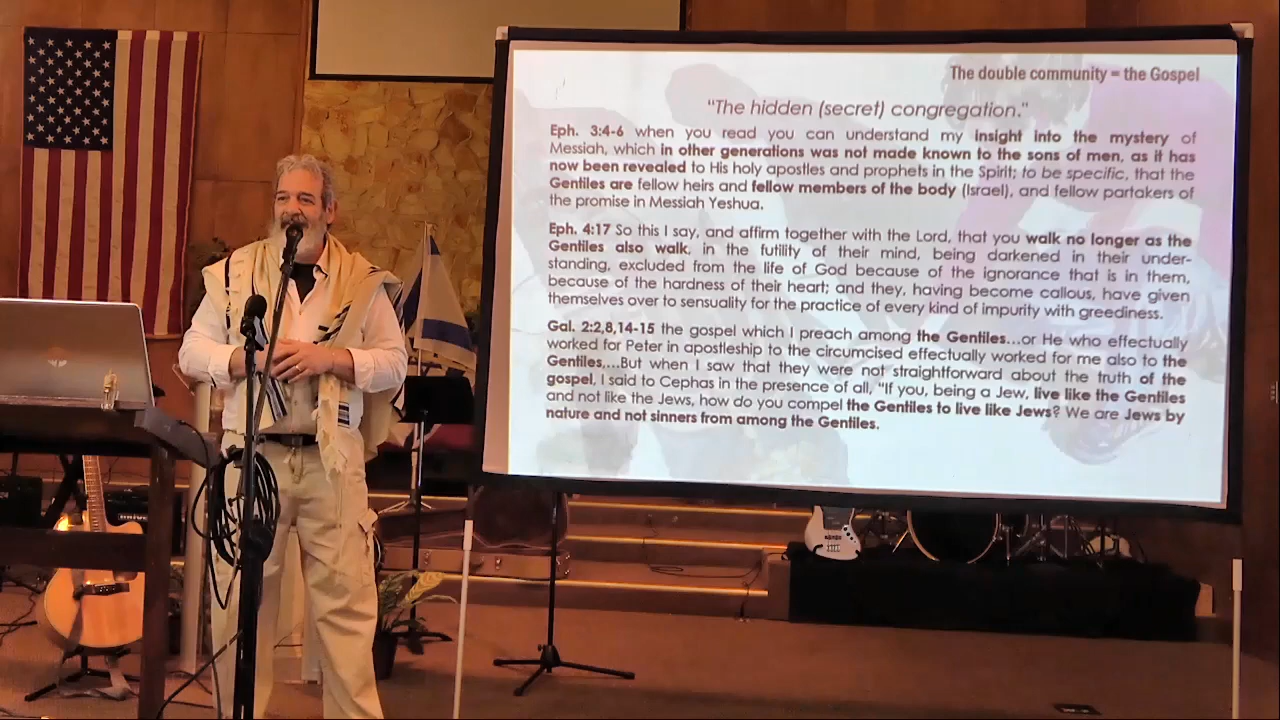 The double community = the Gospel
"The hidden (secret) congregation."
Eph. 3:4-6 when you read you can understand my insight into the mystery of
Messiah, which in other generations was not made known to the sons of men, as it has
now been revealed to His holy apostles and prophets in the Spirit; to be specific, that the
Gentiles are fellow heirs and fellow members of the body (Israel), and fellow partakers of
the promise in Messiah Yeshua.
Eph. 4:17 So this I say, and affirm together with the Lord, that you walk no longer as the
Gentiles also walk, in the futility of their mind, being darkened in their under-
standing, excluded from the life of God because of the ignorance that is in them,
because of the hardness of their heart; and they, having become callous, have given
themselves over to sensuality for the practice of every kind of impurity with greediness.
Gal. 2:2,8,14-15 the gospel which I preach among the Gentiles...or He who effectually
worked for Peter in apostleship to the circumcised effectually worked for me also to the
Gentiles,...But when I saw that they were not straightforward about the truth of the
gospel, I said to Cephas in the presence of all, "If you, being a Jew, live like the Gentiles
and not like the Jews, how do you compel the Gentiles to live like Jews? We are Jews by
nature and not sinners from among the Gentiles.